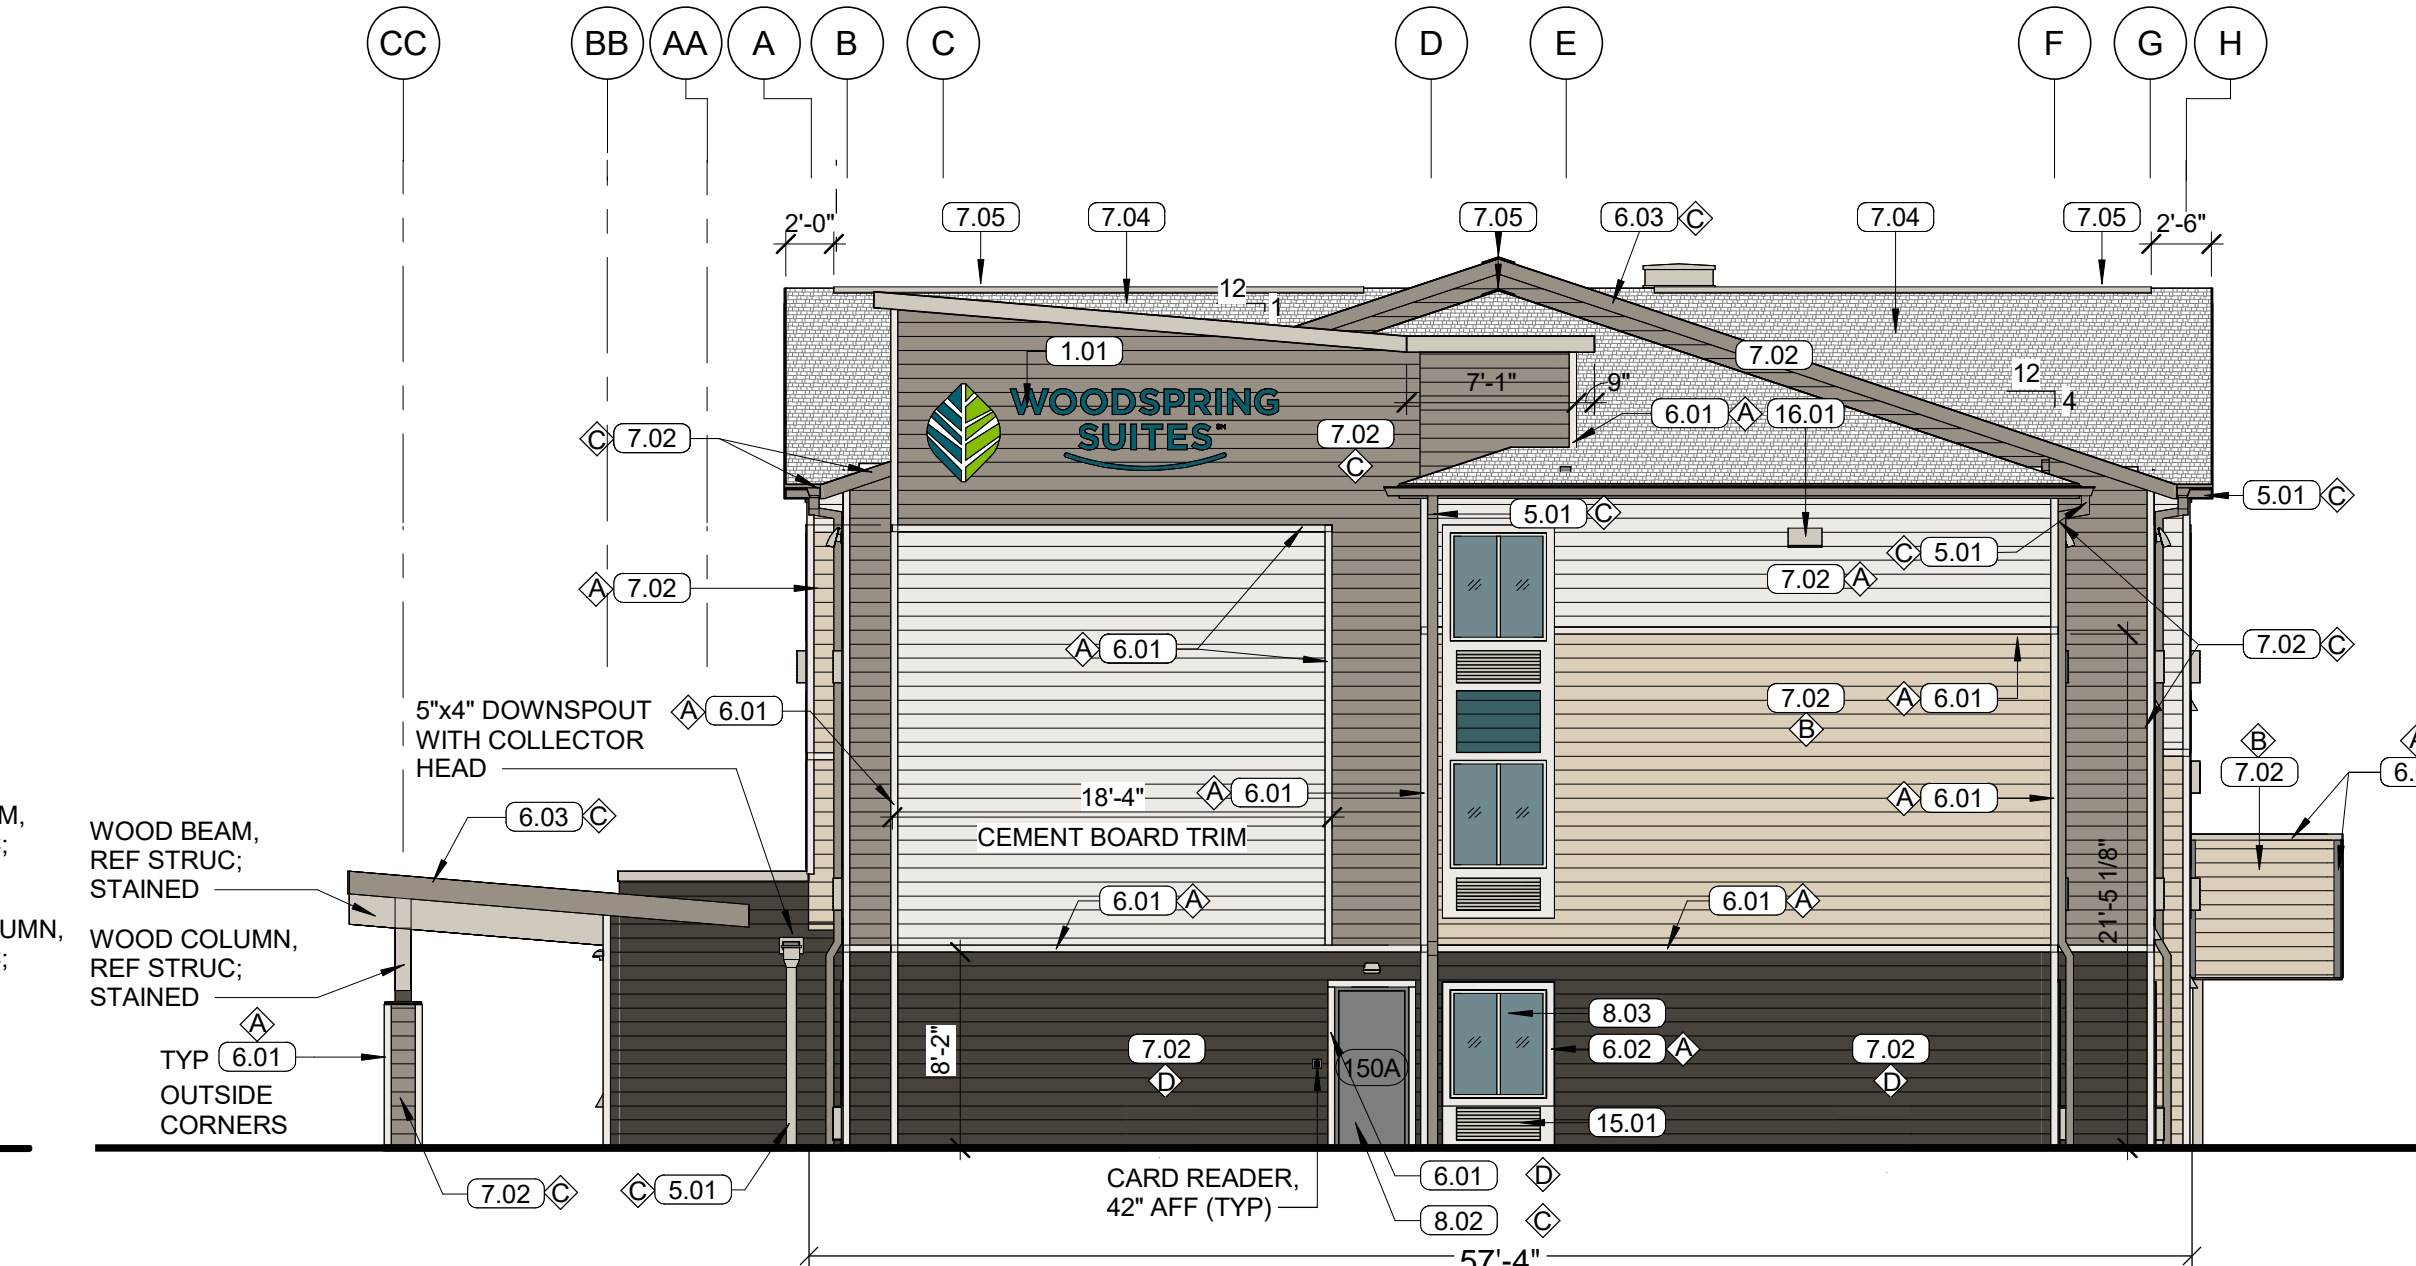 CC BB AA A B C D E F G H
2'-0" 7.05 7.04 7.05 6.03 C 7.04 7.05 2'-6"
12
1
1.01
7.02
12
4
7'-1" 9"
WOODSPRING
SUITES℠
6.01 A 16.01
C 7.02
7.02
C
5.01 C
5.01 C
C 5.01
A 7.02
7.02 A
A 6.01
7.02 C
5"x4" DOWNSPOUT
WITH COLLECTOR
HEAD
A 6.01
7.02
B
A 6.01
B
7.02
18'-4"
CEMENT BOARD TRIM
A 6.01
A 6.01
6.03 C
WOOD BEAM,
REF STRUC;
STAINED
6.01 A
6.01 A
21'-5 1/8"
WOOD COLUMN,
REF STRUC;
STAINED
A
TYP 6.01
OUTSIDE
CORNERS
8'-2"
7.02
D
150A
8.03
6.02 A
7.02
D
15.01
7.02 C
C 5.01
CARD READER,
42" AFF (TYP)
6.01 D
8.02 C
57'-4"